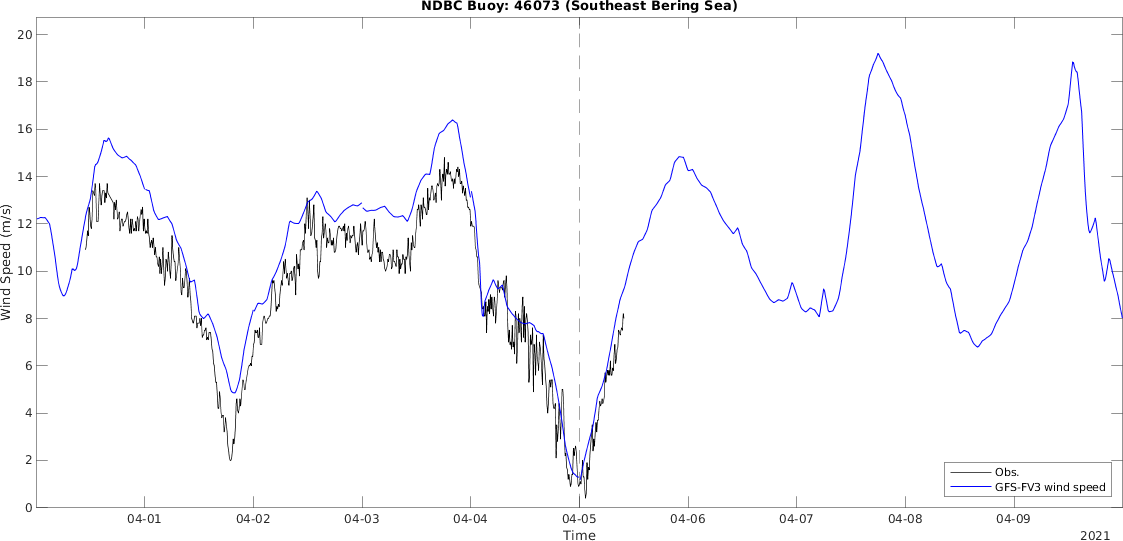 NDBC Buoy: 46073 (Southeast Bering Sea)
Wind Speed (m/s)
20
18
16
14
12
10
8
6
4
2
0
Obs.
GFS-FV3 wind speed
04-01 04-02 04-03 04-04 04-05 04-06 04-07 04-08 04-09
Time
2021